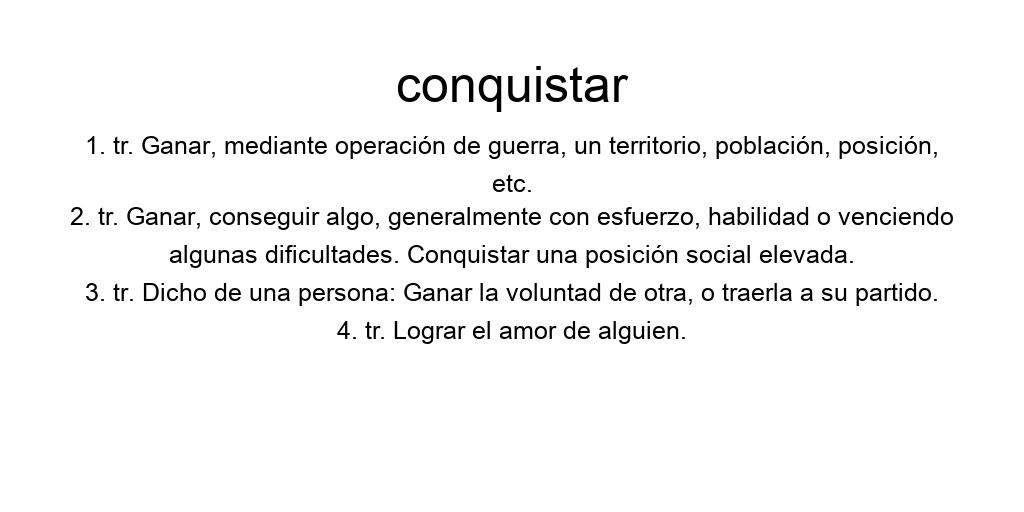 conquistar
1. tr. Ganar, mediante operación de guerra, un territorio, población, posición,
etc.
2. tr. Ganar, conseguir algo, generalmente con esfuerzo, habilidad o venciendo
algunas dificultades. Conquistar una posición social elevada.
3. tr. Dicho de una persona: Ganar la voluntad de otra, o traerla a su partido.
4. tr. Lograr el amor de alguien.